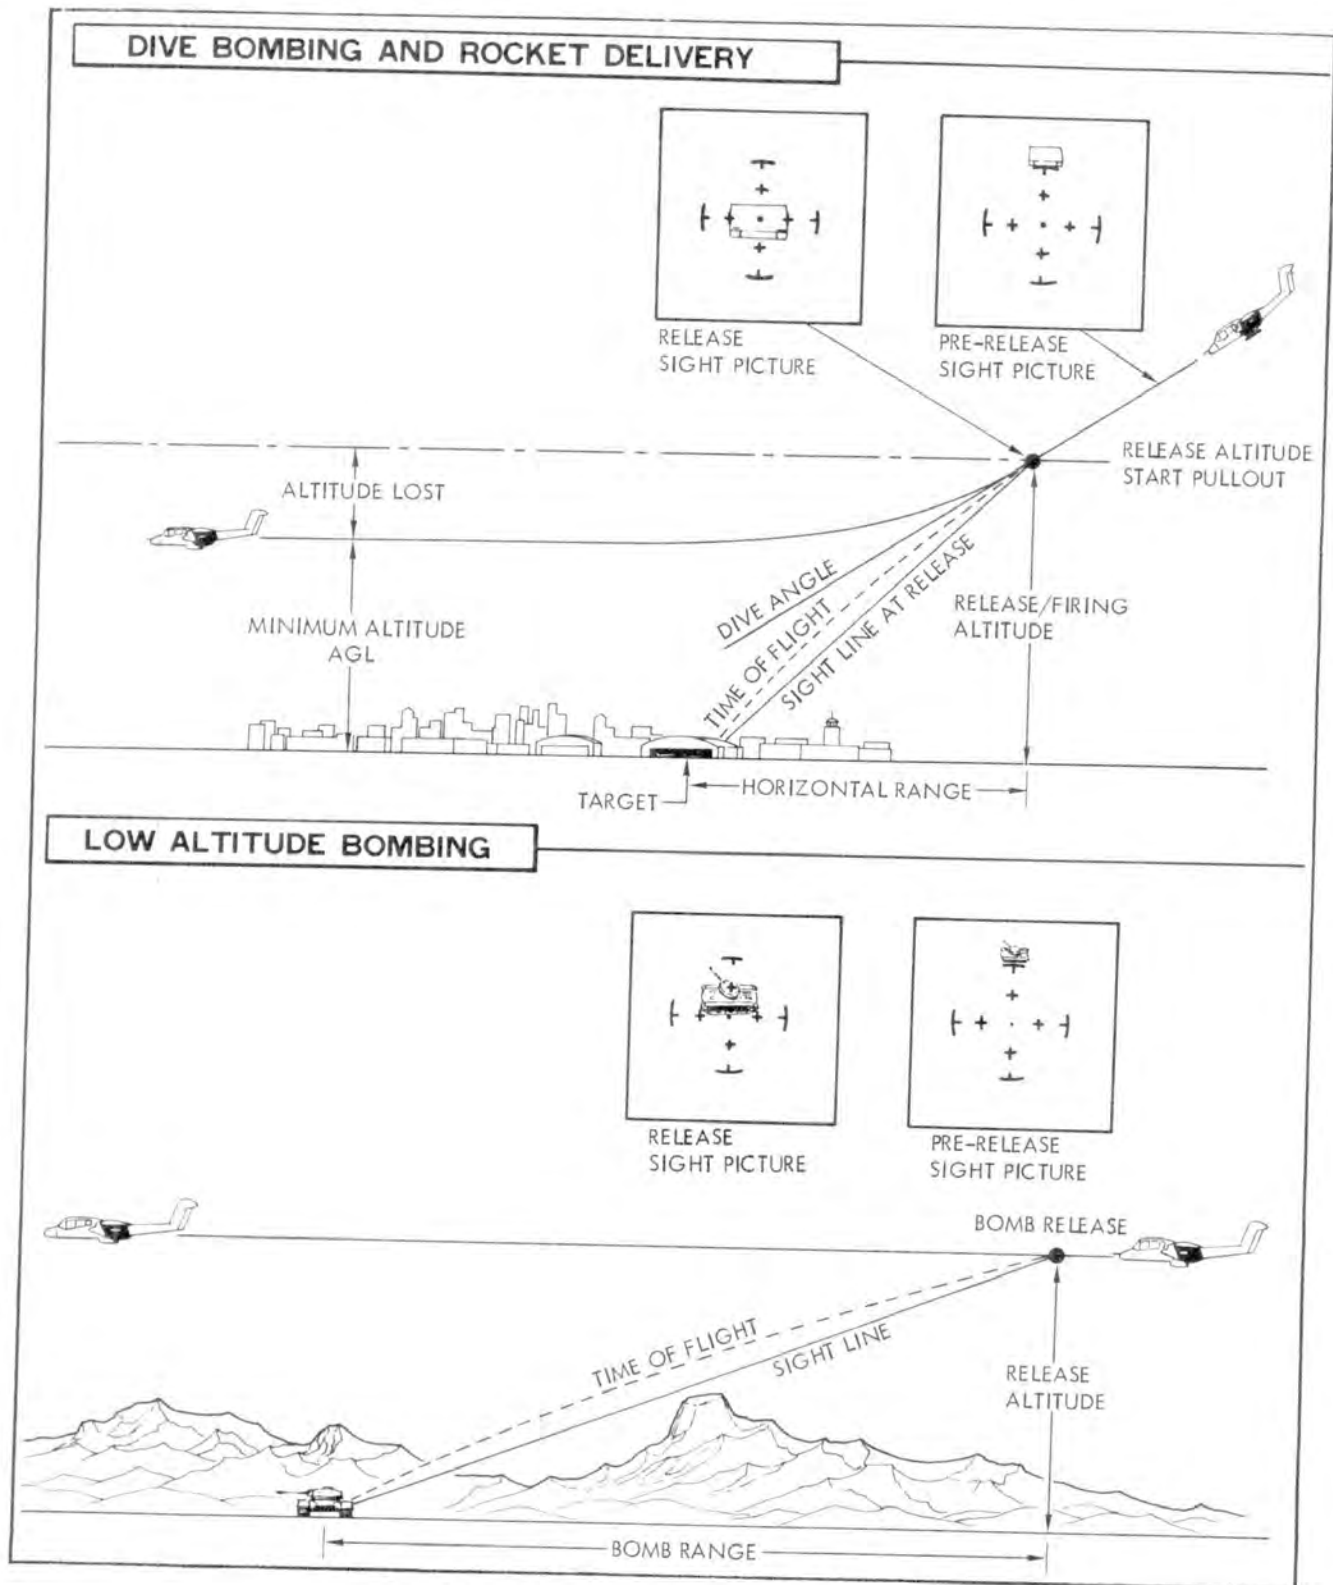 DIVE BOMBING AND ROCKET DELIVERY
RELEASE
SIGHT PICTURE
PRE-RELEASE
SIGHT PICTURE
RELEASE ALTITUDE
START PULLOUT
ALTITUDE LOST
MINIMUM ALTITUDE
AGL
DIVE ANGLE
TIME OF FLIGHT
SIGHT LINE AT RELEASE
RELEASE/FIRING
ALTITUDE
TARGET
HORIZONTAL RANGE
LOW ALTITUDE BOMBING
RELEASE
SIGHT PICTURE
PRE-RELEASE
SIGHT PICTURE
BOMB RELEASE
TIME OF FLIGHT
SIGHT LINE
RELEASE
ALTITUDE
BOMB RANGE